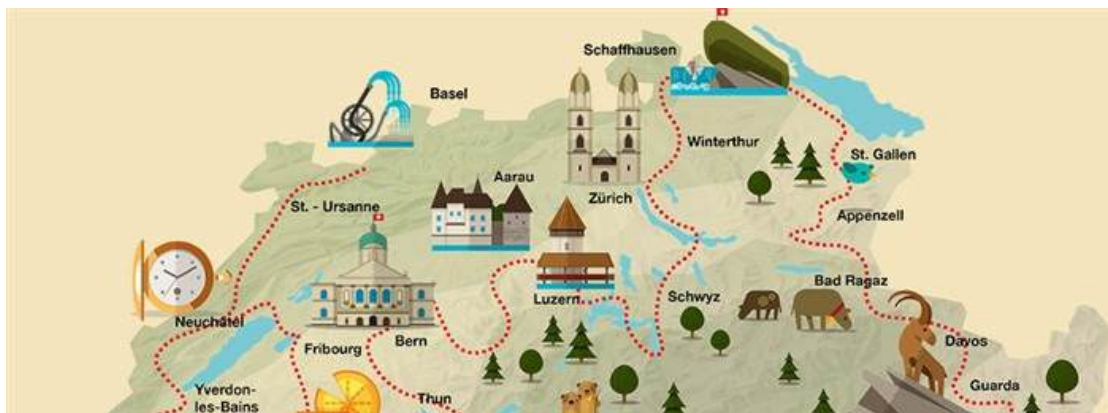 Schaffhausen
Basel
Winterthur
St. Gallen
Aarau
Zürich
St. - Ursanne
Appenzell
Bad Ragaz
Luzern
Schwyz
Neuchâtel
Bern
Davos
Fribourg
Guarda
Yverdon-
les-Bains
Thun